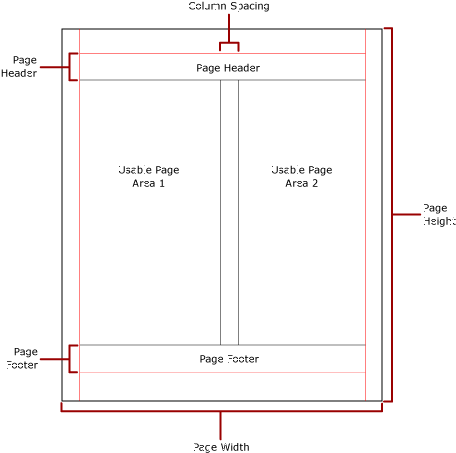 Column Spacing
Page
Header
Page Header
Usable Page
Area 1
Usable Page
Area 2
Page
Height
Page
Footer
Page Footer
Page Width